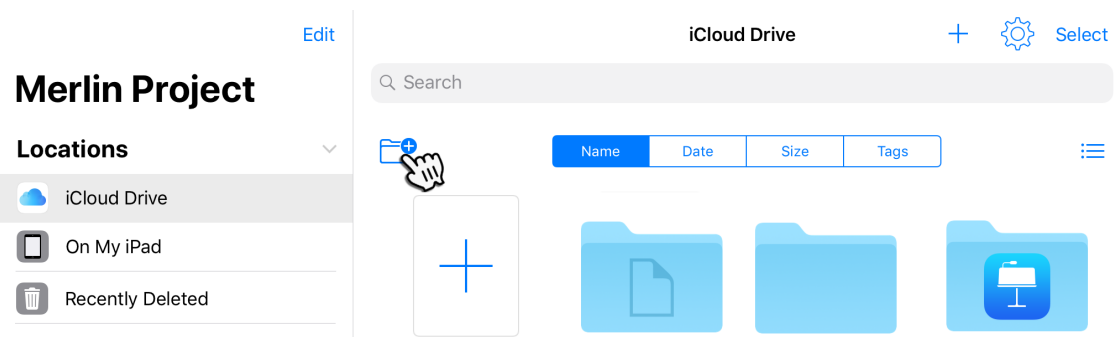 Edit
iCloud Drive
Select
Merlin Project
Search
Locations
Name
Date
Size
Tags
iCloud Drive
On My iPad
Recently Deleted